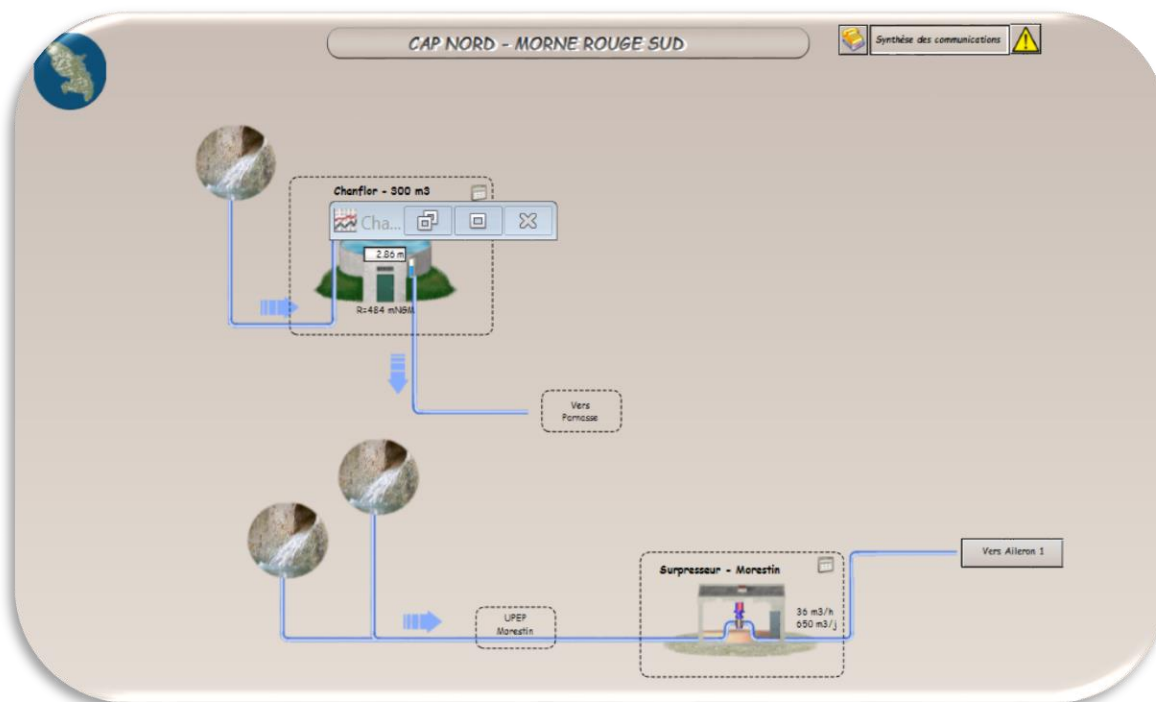 CAP NORD - MORNE ROUGE SUD
Synthèse des communications
Chanflor - 300 m3
Cha...
2.86 m
R=484 mNGM
Vers
Parnasse
UPEP
Morestin
Surpresseur - Morestin
36 m3/h
650 m3/j
Vers Aileron 1